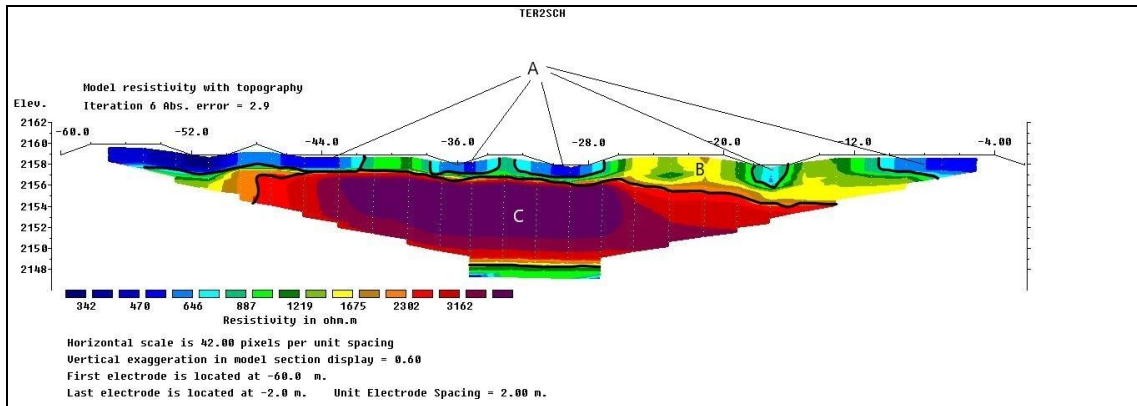 TER2SCH
A
Model resistivity with topography
Iteration 6 Abs. error = 2.9
Elev.
2162
2160
2158
2156
2154
2152
2150
2148
-60.0 -52.0 -44.0 -36.0 -28.0 -20.0 -12.0 -4.00
B
C
342 470 646 887 1219 1675 2302 3162
Resistivity in ohm.m
Horizontal scale is 42.00 pixels per unit spacing
Vertical exaggeration in model section display = 0.60
First electrode is located at -60.0 m.
Last electrode is located at -2.0 m. Unit Electrode Spacing = 2.00 m.